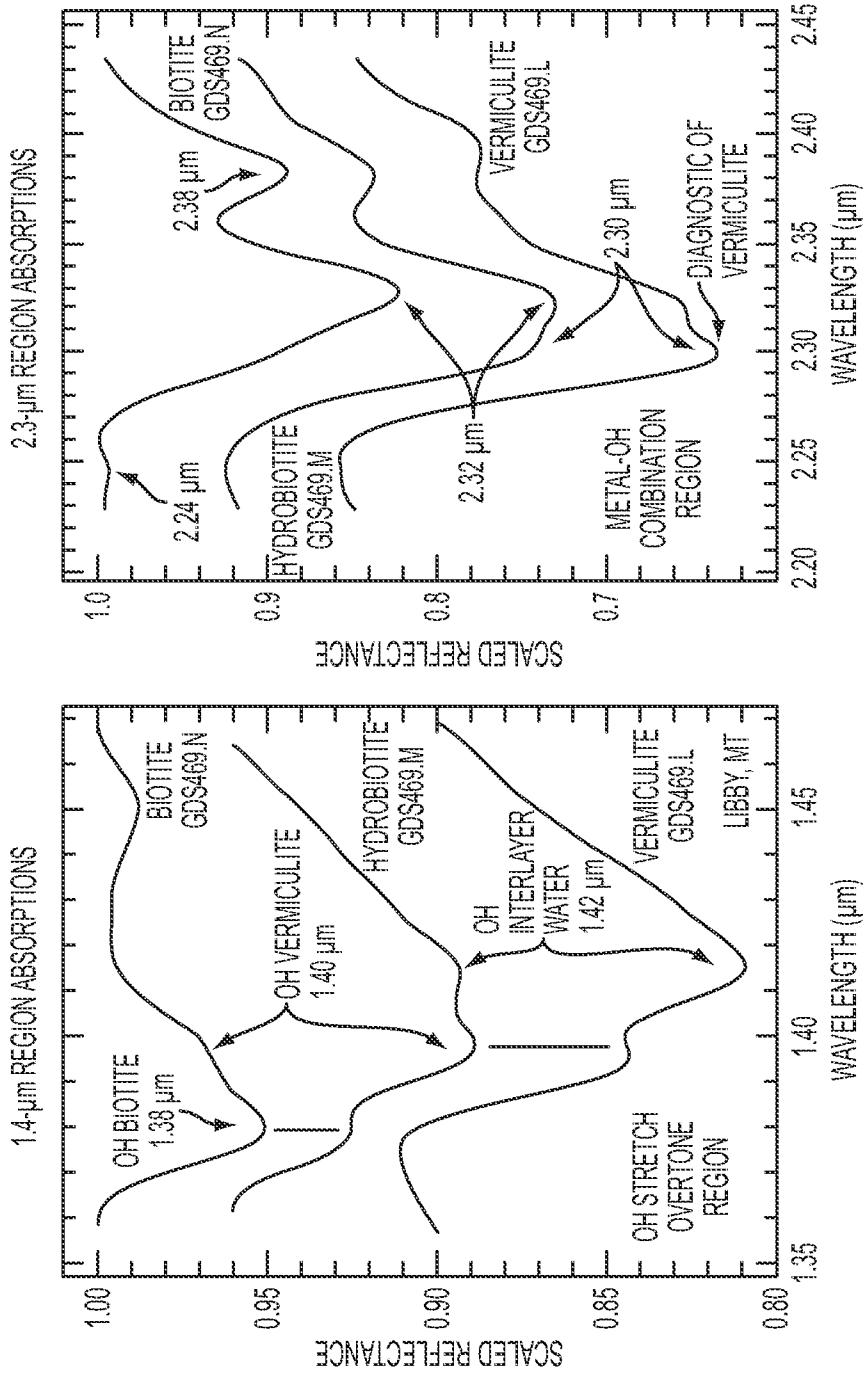 1.4-µm REGION ABSORPTIONS
SCALED REFLECTANCE
1.00
0.95
0.90
0.85
0.80
1.35
1.40
1.45
WAVELENGTH (µm)
OH BIOTITE
1.38 µm
BIOTITE
GDS469.N
OH VERMICULITE
1.40 µm
HYDROBIOTITE
GDS469.M
OH
INTERLAYER
WATER
1.42 µm
VERMICULITE
GDS469.L
LIBBY, MT
OH STRETCH
OVERTONE
REGION
2.3-µm REGION ABSORPTIONS
SCALED REFLECTANCE
1.0
0.9
0.8
0.7
2.20
2.25
2.30
2.35
2.40
2.45
WAVELENGTH (µm)
2.24 µm
2.38 µm
BIOTITE
GDS469.N
HYDROBIOTITE
GDS469.M
2.32 µm
VERMICULITE
GDS469.L
2.30 µm
METAL-OH
COMBINATION
REGION
DIAGNOSTIC OF
VERMICULITE